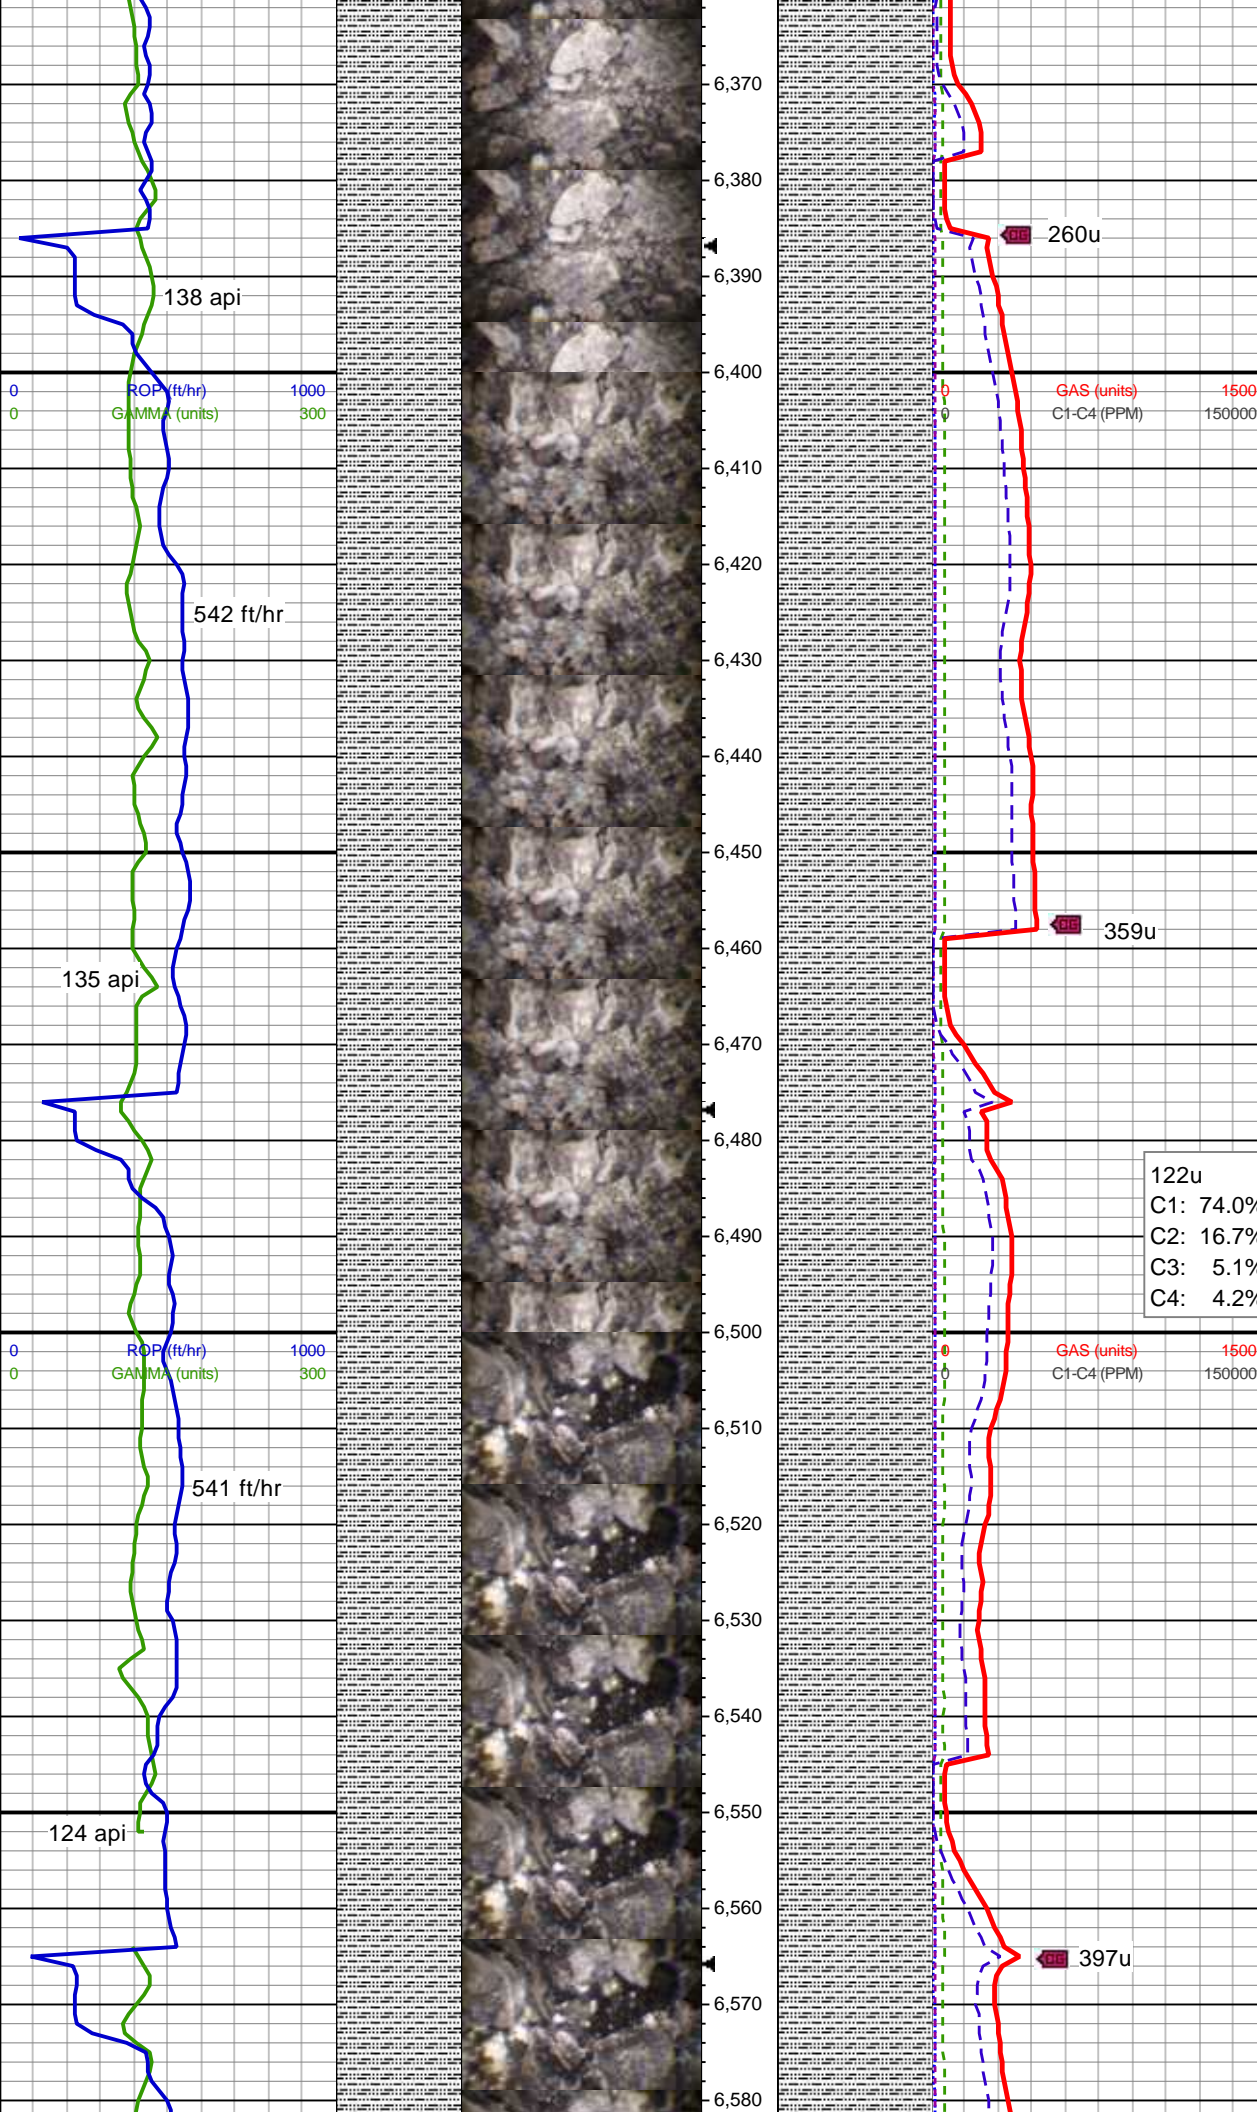 6,370
6,380
CG 260u
6,390
138 api
6,400
0 ROP (ft/hr) 1000
0 GAMMA (units) 300
0 GAS (units) 1500
0 C1-C4 (PPM) 150000
6,410
6,420
542 ft/hr
6,430
6,440
6,450
CG 359u
6,460
135 api
6,470
6,480
122u
C1: 74.0%
C2: 16.7%
C3: 5.1%
C4: 4.2%
6,490
6,500
0 ROP (ft/hr) 1000
0 GAMMA (units) 300
0 GAS (units) 1500
0 C1-C4 (PPM) 150000
6,510
541 ft/hr
6,520
6,530
6,540
6,550
124 api
6,560
CG 397u
6,570
6,580